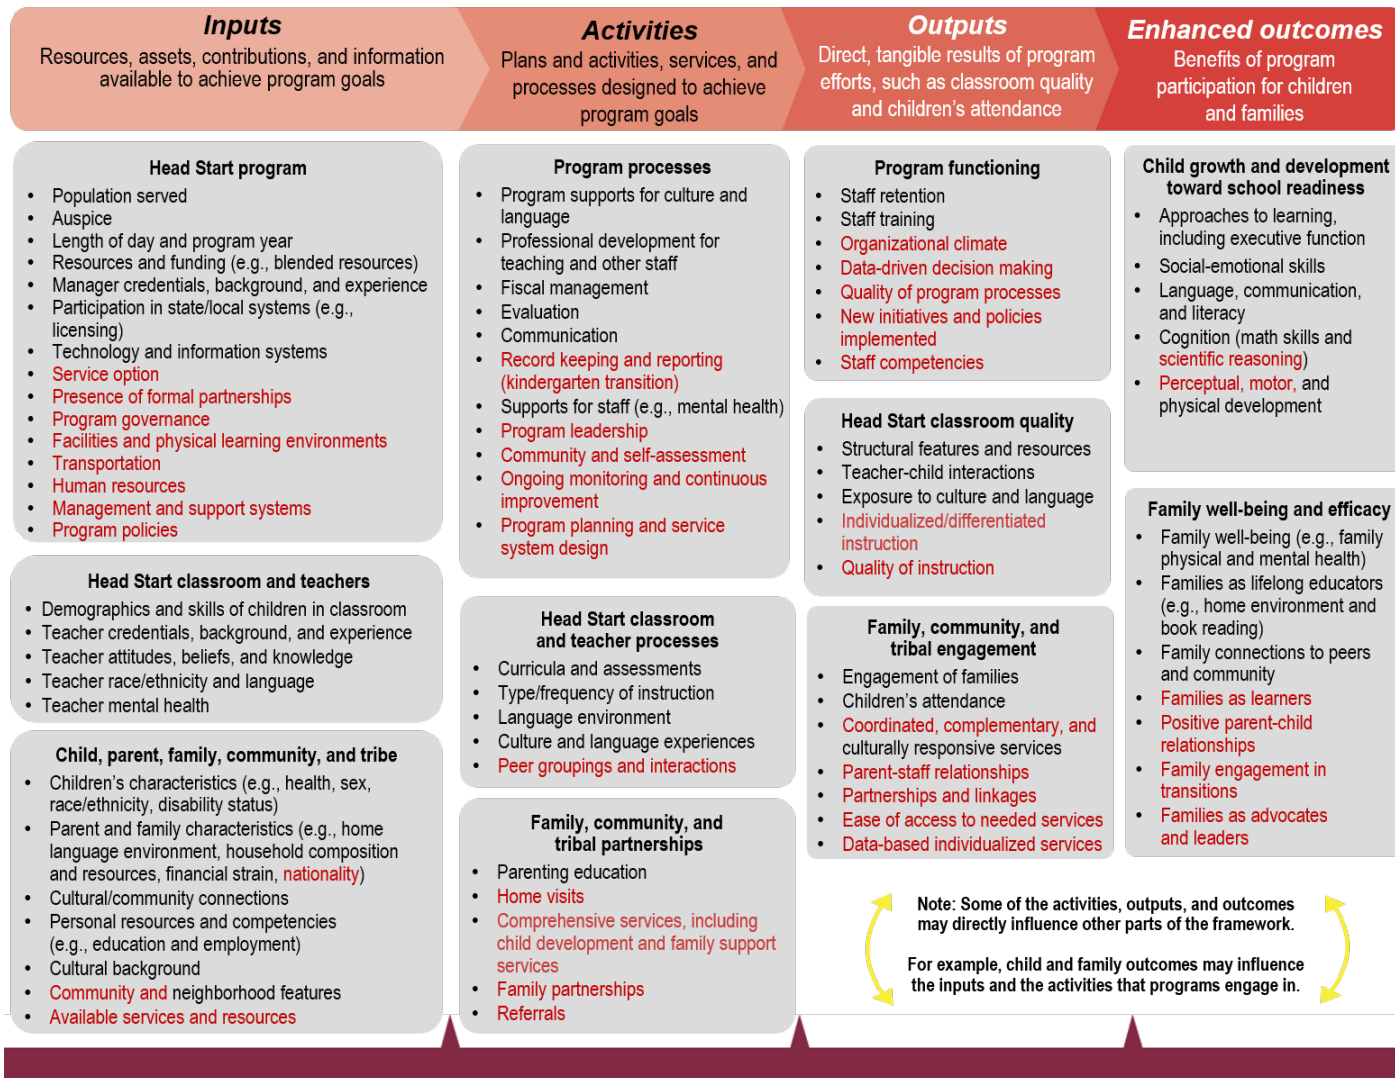 Inputs
Resources, assets, contributions, and information
available to achieve program goals
Activities
Plans and activities, services, and
processes designed to achieve
program goals
Outputs
Direct, tangible results of program
efforts, such as classroom quality
and children’s attendance
Enhanced outcomes
Benefits of program
participation for children
and families
Head Start program
• Population served
• Auspice
• Length of day and program year
• Resources and funding (e.g., blended resources)
• Manager credentials, background, and experience
• Participation in state/local systems (e.g.,
licensing)
• Technology and information systems
• Service option
• Presence of formal partnerships
• Program governance
• Facilities and physical learning environments
• Transportation
• Human resources
• Management and support systems
• Program policies
Head Start classroom and teachers
• Demographics and skills of children in classroom
• Teacher credentials, background, and experience
• Teacher attitudes, beliefs, and knowledge
• Teacher race/ethnicity and language
• Teacher mental health
Child, parent, family, community, and tribe
• Children’s characteristics (e.g., health, sex,
race/ethnicity, disability status)
• Parent and family characteristics (e.g., home
language environment, household composition
and resources, financial strain, nationality)
• Cultural/community connections
• Personal resources and competencies
(e.g., education and employment)
• Cultural background
• Community and neighborhood features
• Available services and resources
Program processes
• Program supports for culture and
language
• Professional development for
teaching and other staff
• Fiscal management
• Evaluation
• Communication
• Record keeping and reporting
(kindergarten transition)
• Supports for staff (e.g., mental health)
• Program leadership
• Community and self-assessment
• Ongoing monitoring and continuous
improvement
• Program planning and service
system design
Head Start classroom
and teacher processes
• Curricula and assessments
• Type/frequency of instruction
• Language environment
• Culture and language experiences
• Peer groupings and interactions
Family, community, and
tribal partnerships
• Parenting education
• Home visits
• Comprehensive services, including
child development and family support
services
• Family partnerships
• Referrals
Program functioning
• Staff retention
• Staff training
• Organizational climate
• Data-driven decision making
• Quality of program processes
• New initiatives and policies
implemented
• Staff competencies
Head Start classroom quality
• Structural features and resources
• Teacher-child interactions
• Exposure to culture and language
• Individualized/differentiated
instruction
• Quality of instruction
Family, community, and
tribal engagement
• Engagement of families
• Children’s attendance
• Coordinated, complementary, and
culturally responsive services
• Parent-staff relationships
• Partnerships and linkages
• Ease of access to needed services
• Data-based individualized services
Child growth and development
toward school readiness
• Approaches to learning,
including executive function
• Social-emotional skills
• Language, communication,
and literacy
• Cognition (math skills and
scientific reasoning)
• Perceptual, motor, and
physical development
Family well-being and efficacy
• Family well-being (e.g., family
physical and mental health)
• Families as lifelong educators
(e.g., home environment and
book reading)
• Family connections to peers
and community
• Families as learners
• Positive parent-child
relationships
• Family engagement in
transitions
• Families as advocates
and leaders
Note: Some of the activities, outputs, and outcomes
may directly influence other parts of the framework.
For example, child and family outcomes may influence
the inputs and the activities that programs engage in.